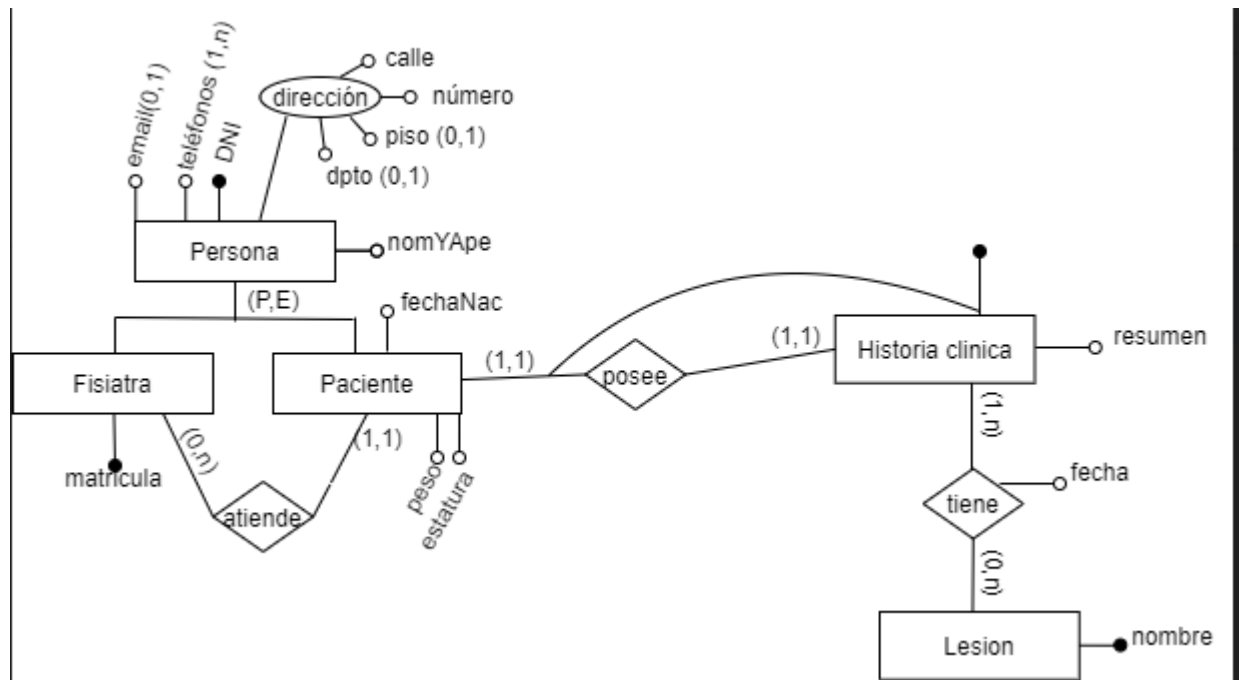 calle
email(0,1)
teléfonos (1,n)
DNI
dirección
número
piso (0,1)
dpto (0,1)
Persona
nomYApe
(P,E)
fechaNac
Fisiatra
Paciente
(1,1)
posee
(1,1)
Historia clinica
resumen
(0,n)
(1,1)
peso
estatura
(1,n)
matricula
atiende
fecha
tiene
(0,n)
Lesion
nombre